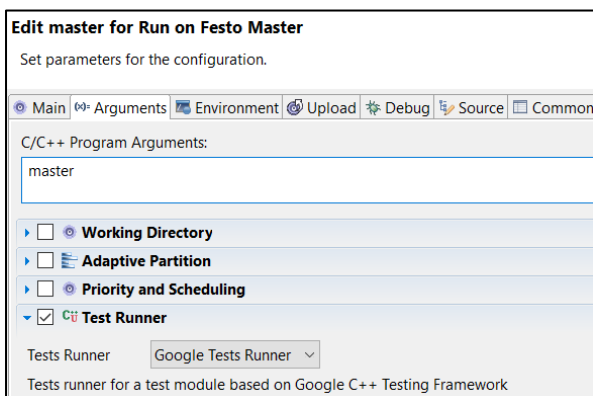 Edit master for Run on Festo Master
Set parameters for the configuration.
Main (x)= Arguments Environment Upload Debug Source Common
C/C++ Program Arguments:
master
Working Directory
Adaptive Partition
Priority and Scheduling
Test Runner
Tests Runner Google Tests Runner
Tests runner for a test module based on Google C++ Testing Framework